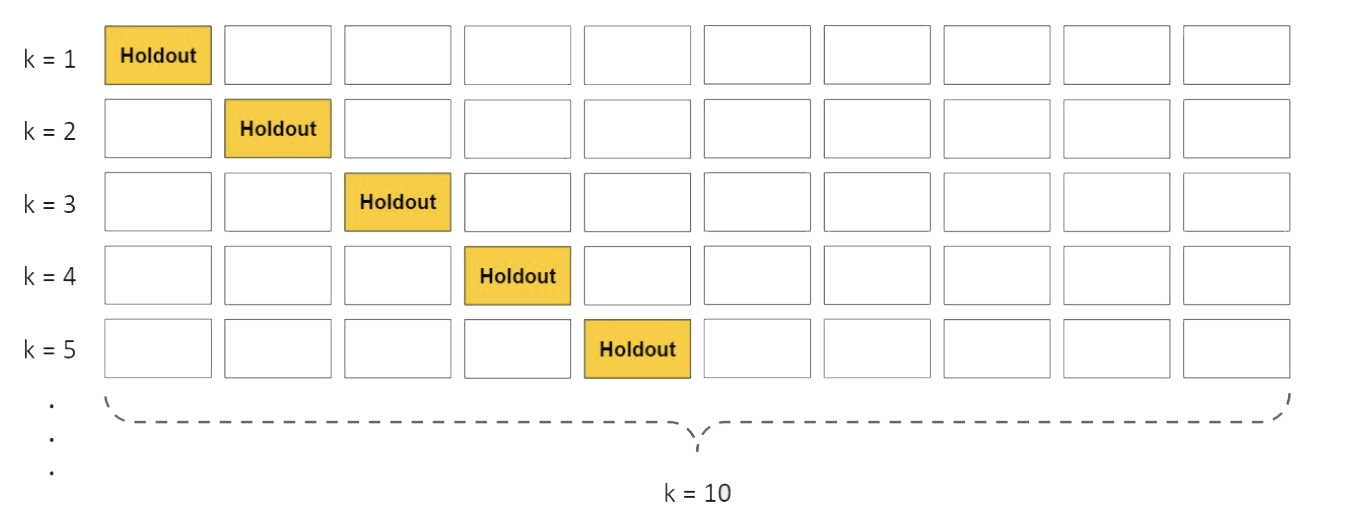 k = 1 Holdout
k = 2 Holdout
k = 3 Holdout
k = 4 Holdout
k = 5 Holdout
.
.
.
k = 10